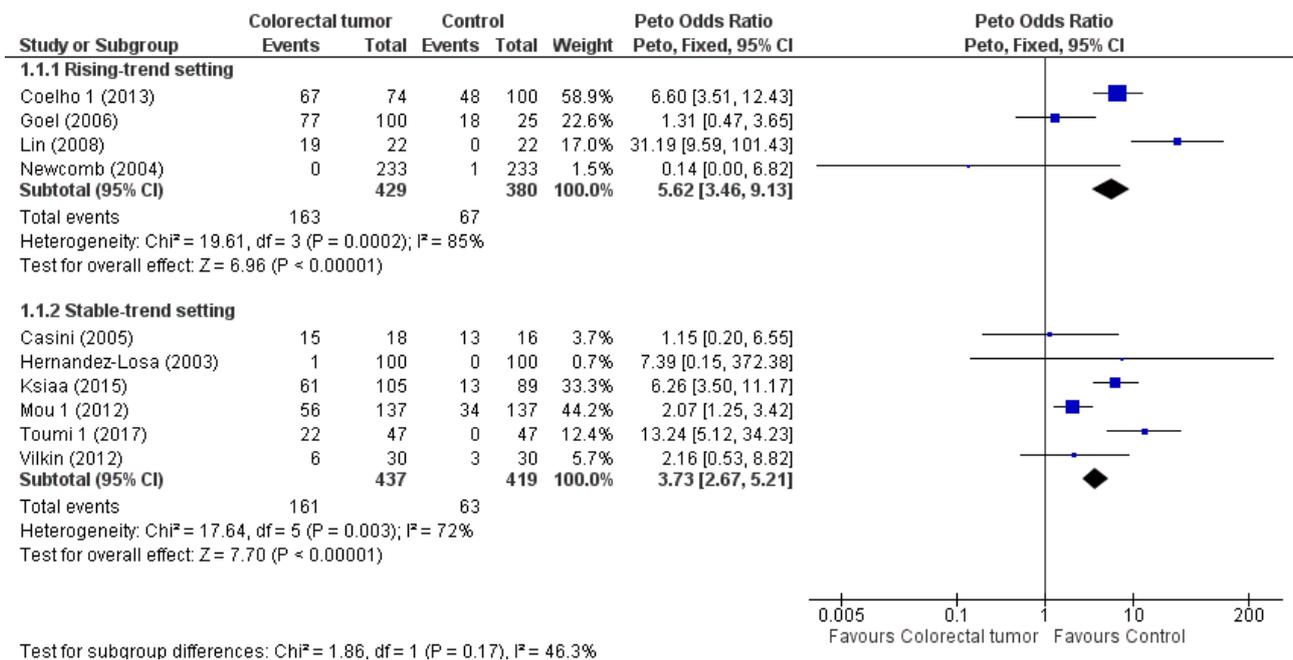 Colorectal tumor Control Peto Odds Ratio Peto Odds Ratio
Study or Subgroup Events Total Events Total Weight Peto, Fixed, 95% CI Peto, Fixed, 95% CI
1.1.1 Rising-trend setting
Coelho 1 (2013) 67 74 48 100 58.9% 6.60 [3.51, 12.43]
Goel (2006) 77 100 18 25 22.6% 1.31 [0.47, 3.65]
Lin (2008) 19 22 0 22 17.0% 31.19 [9.59, 101.43]
Newcomb (2004) 0 233 1 233 1.5% 0.14 [0.00, 6.82]
Subtotal (95% CI) 429 380 100.0% 5.62 [3.46, 9.13]
Total events 163 67
Heterogeneity: Chi² = 19.61, df = 3 (P = 0.0002); I² = 85%
Test for overall effect: Z = 6.96 (P < 0.00001)
1.1.2 Stable-trend setting
Casini (2005) 15 18 13 16 3.7% 1.15 [0.20, 6.55]
Hernandez-Losa (2003) 1 100 0 100 0.7% 7.39 [0.15, 372.38]
Ksiaa (2015) 61 105 13 89 33.3% 6.26 [3.50, 11.17]
Mou 1 (2012) 56 137 34 137 44.2% 2.07 [1.25, 3.42]
Toumi 1 (2017) 22 47 0 47 12.4% 13.24 [5.12, 34.23]
Vilkin (2012) 6 30 3 30 5.7% 2.16 [0.53, 8.82]
Subtotal (95% CI) 437 419 100.0% 3.73 [2.67, 5.21]
Total events 161 63
Heterogeneity: Chi² = 17.64, df = 5 (P = 0.003); I² = 72%
Test for overall effect: Z = 7.70 (P < 0.00001)
0.005 0.1 1 10 200
Favours Colorectal tumor Favours Control
Test for subgroup differences: Chi² = 1.86, df = 1 (P = 0.17), I² = 46.3%